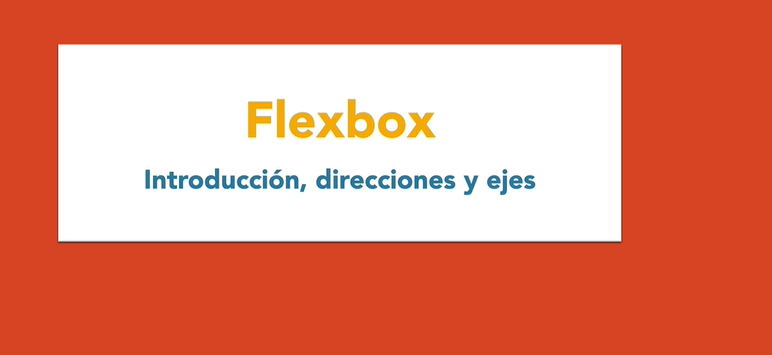 Flexbox
Introducción, direcciones y ejes